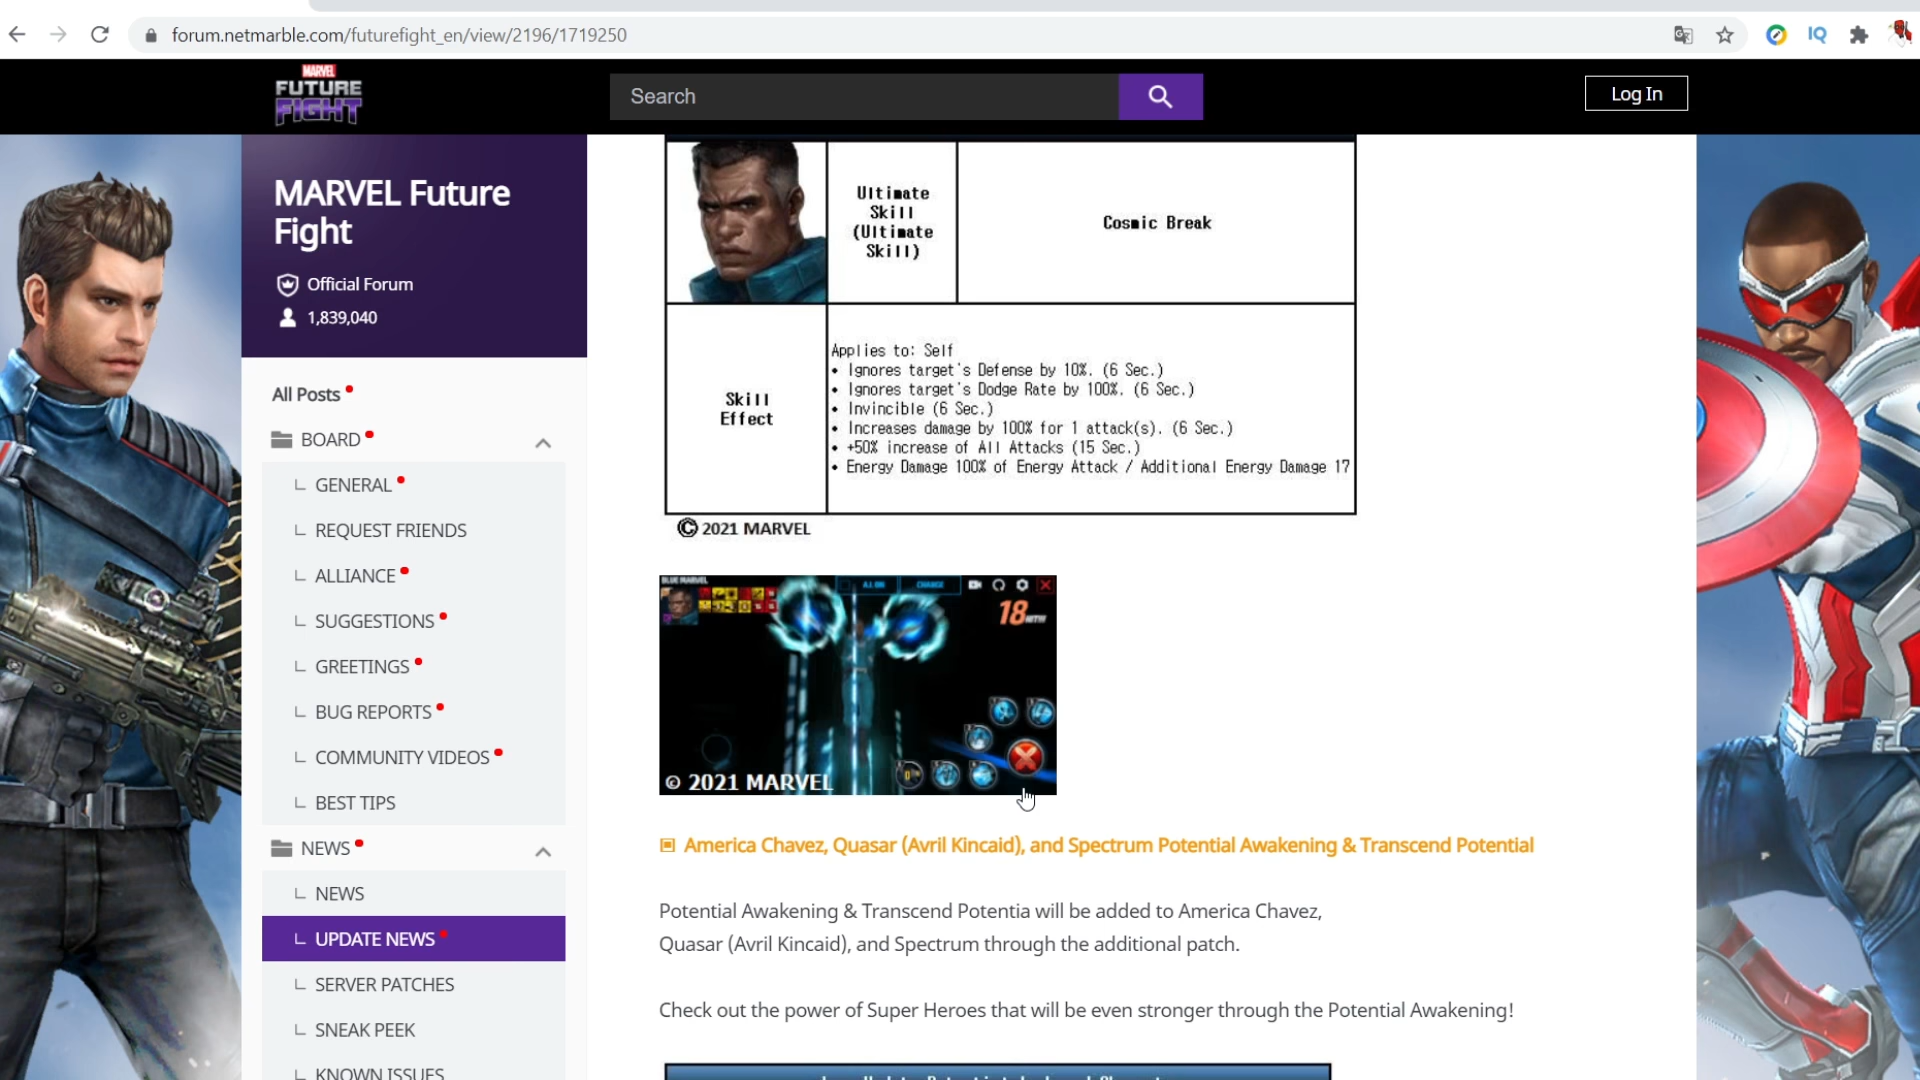 forum.netmarble.com/futurefight_en/view/2196/1719250
IQ
MARVEL
FUTURE
FIGHT
Search
Log In
MARVEL Future
Fight
Official Forum
1,839,040
All Posts
BOARD
GENERAL
REQUEST FRIENDS
ALLIANCE
SUGGESTIONS
GREETINGS
BUG REPORTS
COMMUNITY VIDEOS
BEST TIPS
NEWS
NEWS
UPDATE NEWS
SERVER PATCHES
SNEAK PEEK
KNOWN ISSUES
Ultimate
Skill
(Ultimate
Skill)
Cosmic Break
Skill
Effect
Applies to: Self
• Ignores target's Defense by 10%. (6 Sec.)
• Ignores target's Dodge Rate by 100%. (6 Sec.)
• Invincible (6 Sec.)
• Increases damage by 100% for 1 attack(s). (6 Sec.)
• +50% increase of All Attacks (15 Sec.)
• Energy Damage 100% of Energy Attack / Additional Energy Damage 17
© 2021 MARVEL
BLUE MARVEL
A.I. ON
CHANGE
18
© 2021 MARVEL
▣ America Chavez, Quasar (Avril Kincaid), and Spectrum Potential Awakening & Transcend Potential
Potential Awakening & Transcend Potentia will be added to America Chavez,
Quasar (Avril Kincaid), and Spectrum through the additional patch.
Check out the power of Super Heroes that will be even stronger through the Potential Awakening!